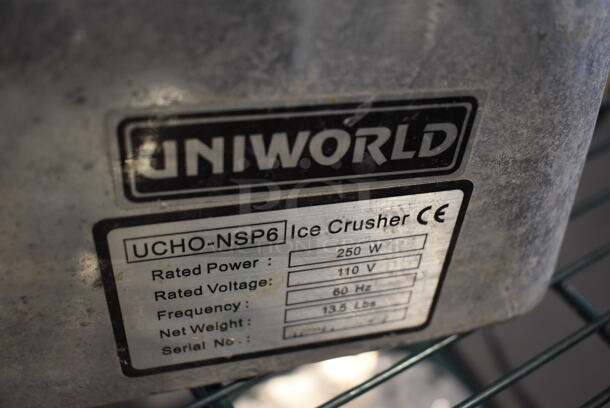 UNIWORLD
UCHO-NSP6 Ice Crusher CE
Rated Power : 250 W
Rated Voltage: 110 V
Frequency : 60 Hz
Net Weight : 13.5 Lbs
Serial No. :
PCI